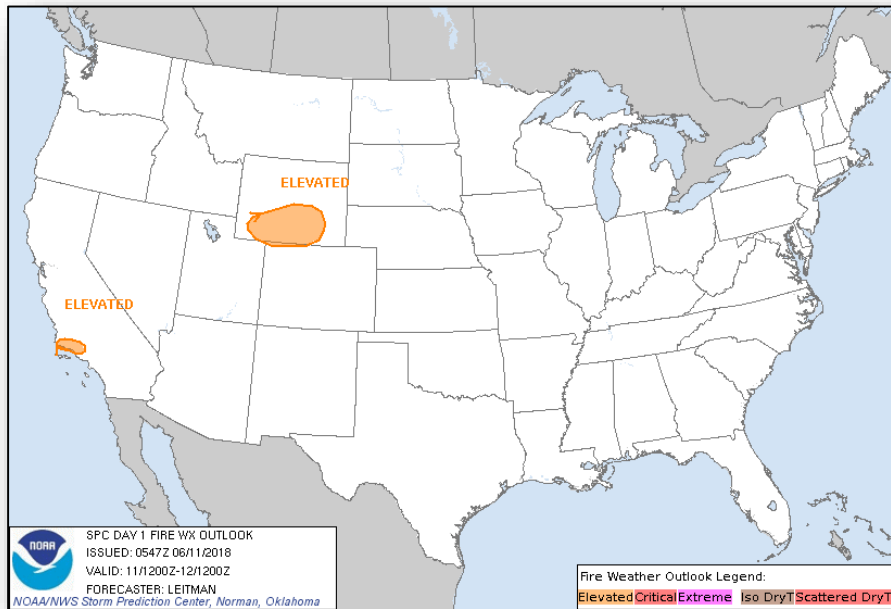 ELEVATED
ELEVATED
NOAA
SPC DAY 1 FIRE WX OUTLOOK
ISSUED: 0547Z 06/11/2018
VALID: 11/1200Z-12/1200Z
FORECASTER: LEITMAN
NOAA/NWS Storm Prediction Center, Norman, Oklahoma
Fire Weather Outlook Legend:
Elevated Critical Extreme Iso DryT Scattered DryT